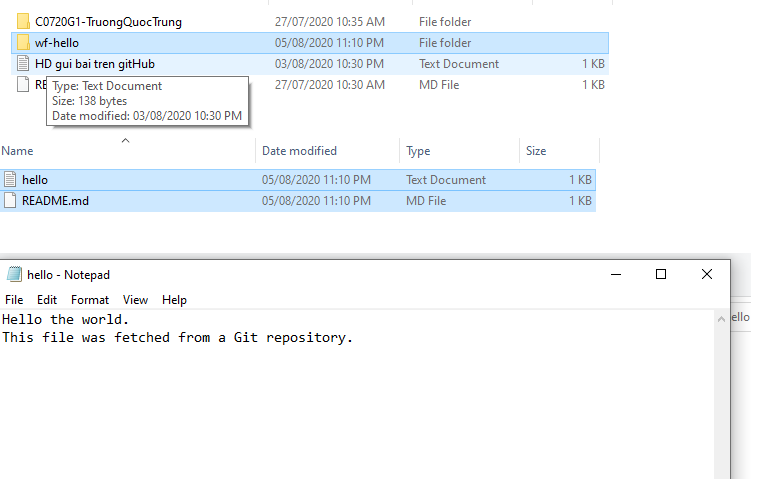 C0720G1-TruongQuocTrung 27/07/2020 10:35 AM File folder
wf-hello 05/08/2020 11:10 PM File folder
HD gui bai tren gitHub 03/08/2020 10:30 PM Text Document 1 KB
RE 27/07/2020 10:30 AM MD File 1 KB
Type: Text Document
Size: 138 bytes
Date modified: 03/08/2020 10:30 PM
Name Date modified Type Size
hello 05/08/2020 11:10 PM Text Document 1 KB
README.md 05/08/2020 11:10 PM MD File 1 KB
hello - Notepad
File Edit Format View Help
ello
Hello the world.
This file was fetched from a Git repository.